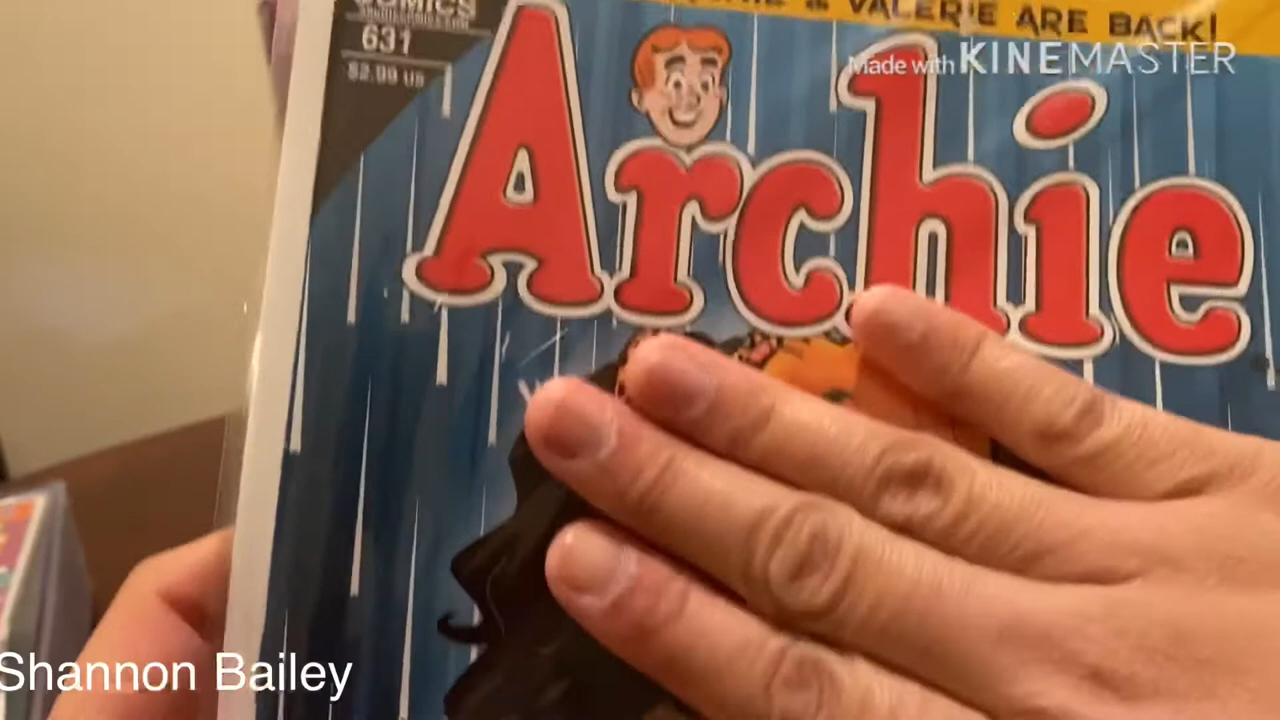 COMICS
631
$2.99 US
& VALERIE ARE BACK!
Made with KINEMASTER
Archie
Shannon Bailey